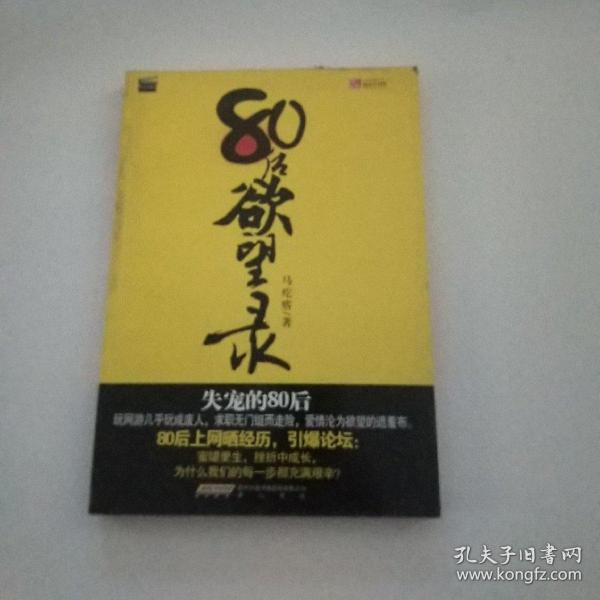 80后欲望录
马疙瘩/著
失宠的80后
玩网游几乎玩成废人，求职无门铤而走险，爱情沦为欲望的遮羞布。
80后上网晒经历，引爆论坛：
蜜罐里生，挫折中成长，
为什么我们的每一步都充满艰辛？
孔夫子旧书网
www.kongfz.com